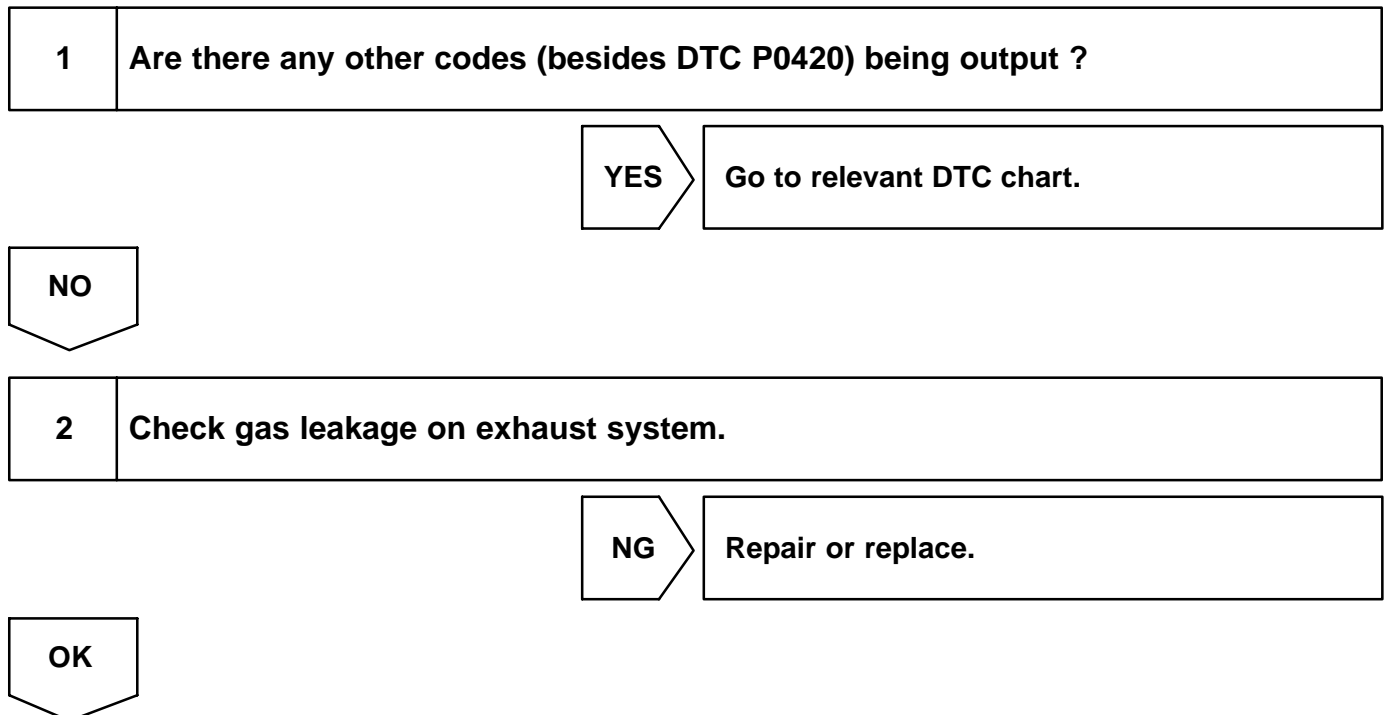 1 Are there any other codes (besides DTC P0420) being output ?
YES Go to relevant DTC chart.
NO
2 Check gas leakage on exhaust system.
NG Repair or replace.
OK